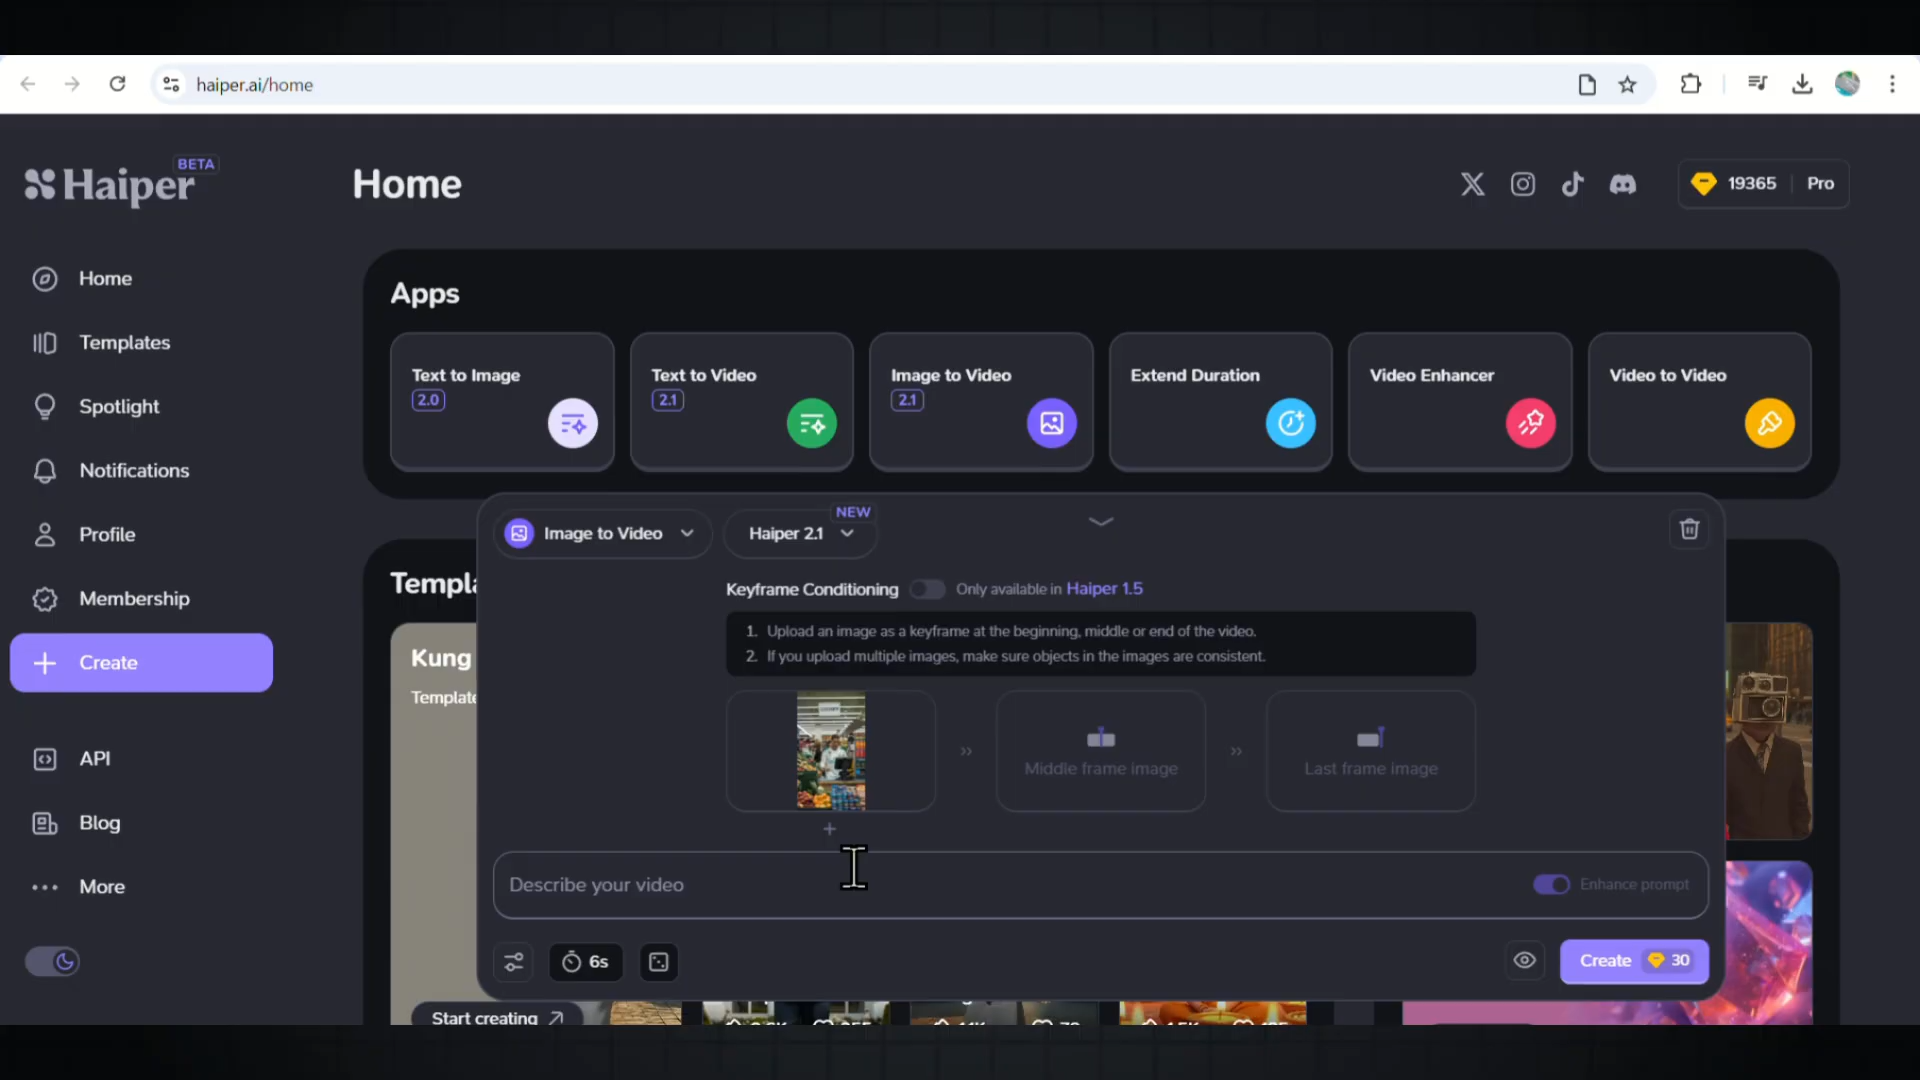 haiper.ai/home
Haiper BETA
Home
19365 Pro
Home
Templates
Spotlight
Notifications
Profile
Membership
Create
API
Blog
More
Apps
Text to Image
2.0
Text to Video
2.1
Image to Video
2.1
Extend Duration
Video Enhancer
Video to Video
Templa
Kung
Template
Start creating
Image to Video
Haiper 2.1
NEW
Keyframe Conditioning Only available in Haiper 1.5
1. Upload an image as a keyframe at the beginning, middle or end of the video.
2. If you upload multiple images, make sure objects in the images are consistent.
Middle frame image
Last frame image
Describe your video
Enhance prompt
6s
Create 30